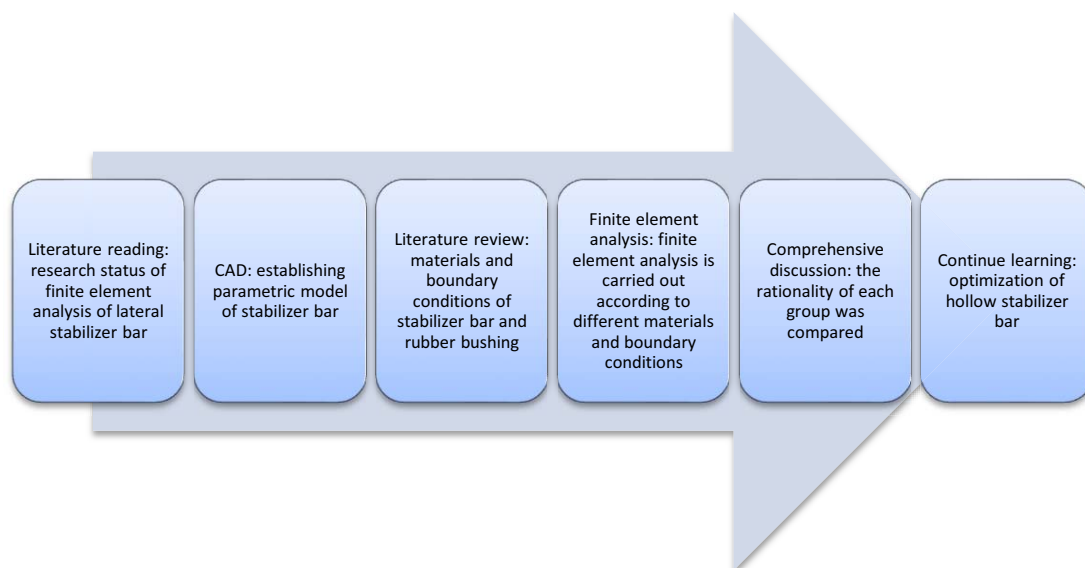 Literature reading:
research status of
finite element
analysis of lateral
stabilizer bar
CAD: establishing
parametric model
of stabilizer bar
Literature review:
materials and
boundary
conditions of
stabilizer bar and
rubber bushing
Finite element
analysis: finite
element analysis is
carried out
according to
different materials
and boundary
conditions
Comprehensive
discussion: the
rationality of each
group was
compared
Continue learning:
optimization of
hollow stabilizer
bar